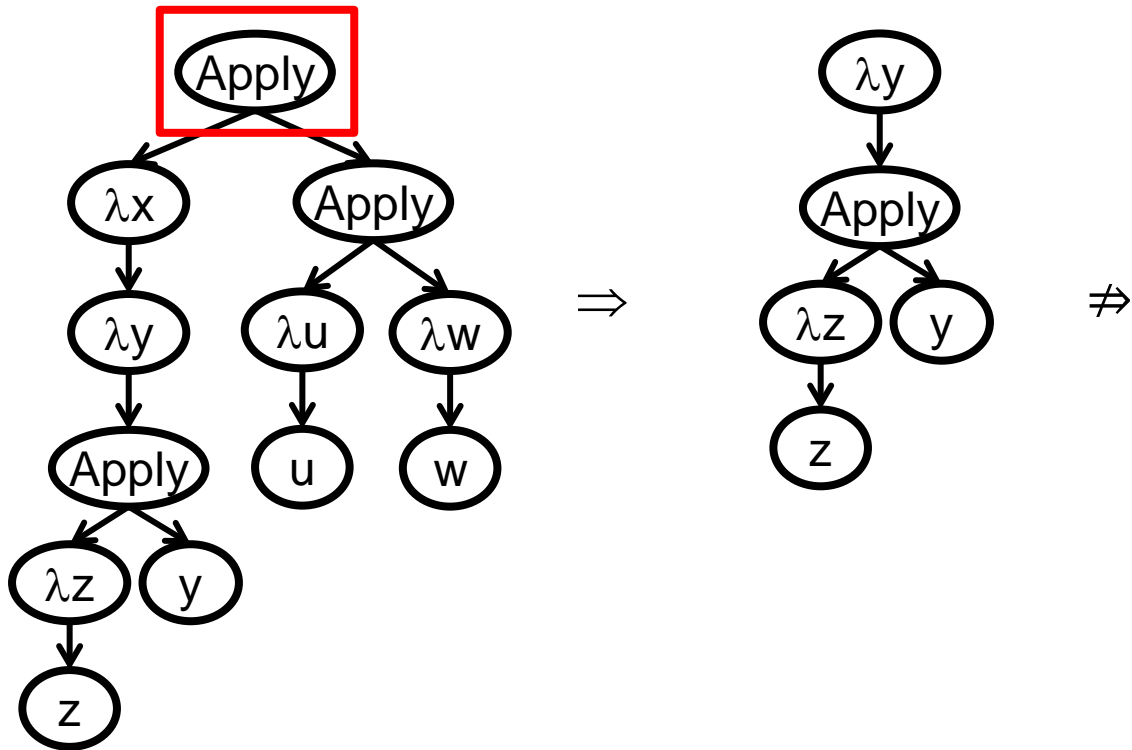 Apply λy
λx Apply Apply
λy λu λw ⇒ λz y ⇏
Apply u w z
λz y
z